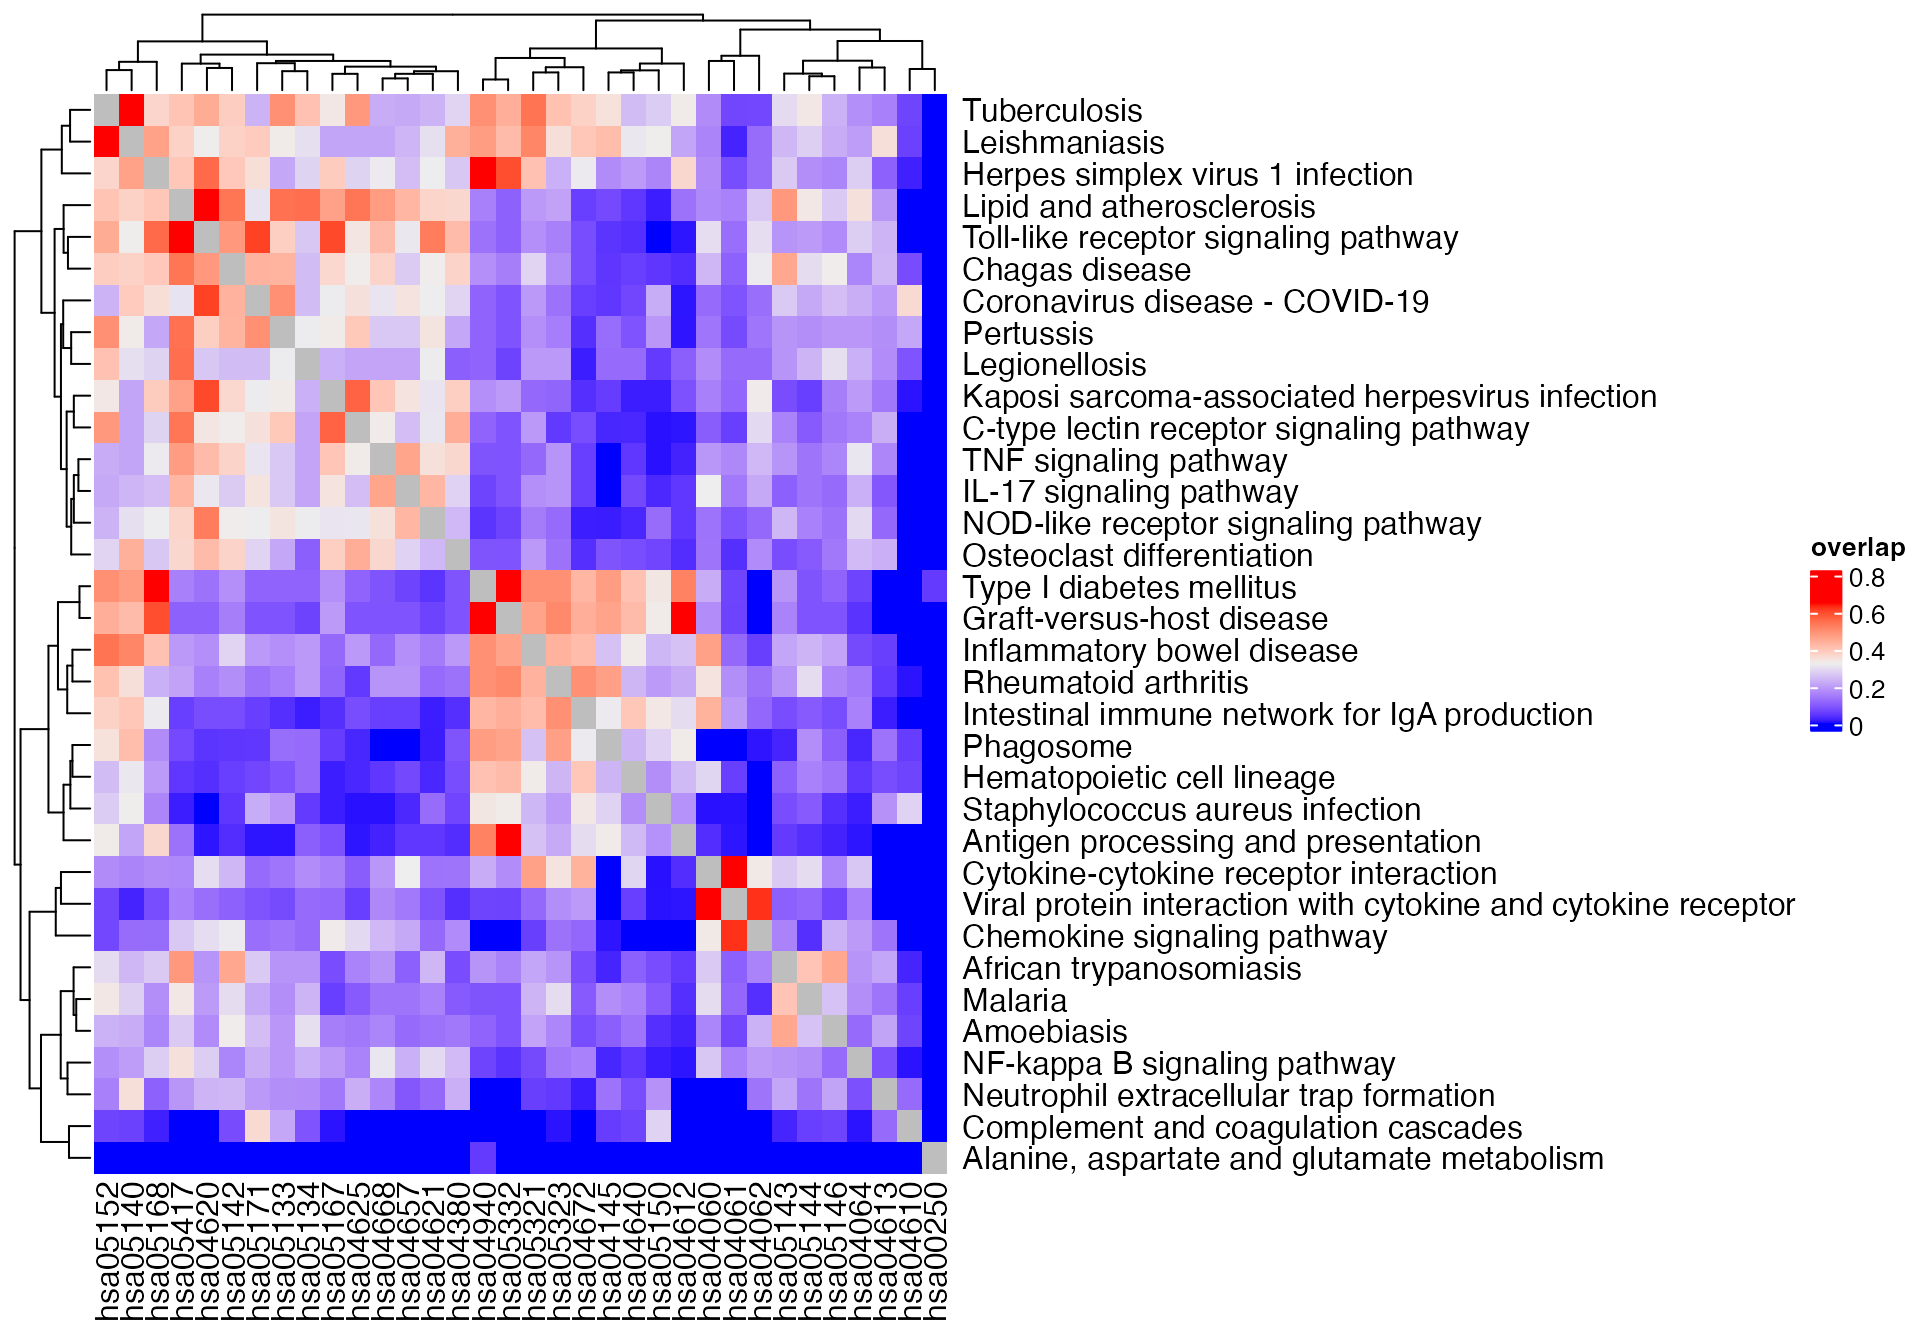 Tuberculosis
Leishmaniasis
Herpes simplex virus 1 infection
Lipid and atherosclerosis
Toll-like receptor signaling pathway
Chagas disease
Coronavirus disease - COVID-19
Pertussis
Legionellosis
Kaposi sarcoma-associated herpesvirus infection
C-type lectin receptor signaling pathway
TNF signaling pathway
IL-17 signaling pathway
NOD-like receptor signaling pathway
Osteoclast differentiation
Type I diabetes mellitus
Graft-versus-host disease
Inflammatory bowel disease
Rheumatoid arthritis
Intestinal immune network for IgA production
Phagosome
Hematopoietic cell lineage
Staphylococcus aureus infection
Antigen processing and presentation
Cytokine-cytokine receptor interaction
Viral protein interaction with cytokine and cytokine receptor
Chemokine signaling pathway
African trypanosomiasis
Malaria
Amoebiasis
NF-kappa B signaling pathway
Neutrophil extracellular trap formation
Complement and coagulation cascades
Alanine, aspartate and glutamate metabolism
hsa05152
hsa05140
hsa05168
hsa05417
hsa04620
hsa05142
hsa05171
hsa05133
hsa05134
hsa05167
hsa04625
hsa04668
hsa04657
hsa04621
hsa04380
hsa04940
hsa05332
hsa05321
hsa05323
hsa04672
hsa04145
hsa04640
hsa05150
hsa04612
hsa04060
hsa04061
hsa04062
hsa05143
hsa05144
hsa05146
hsa04064
hsa04613
hsa04610
hsa00250
overlap
0.8
0.6
0.4
0.2
0